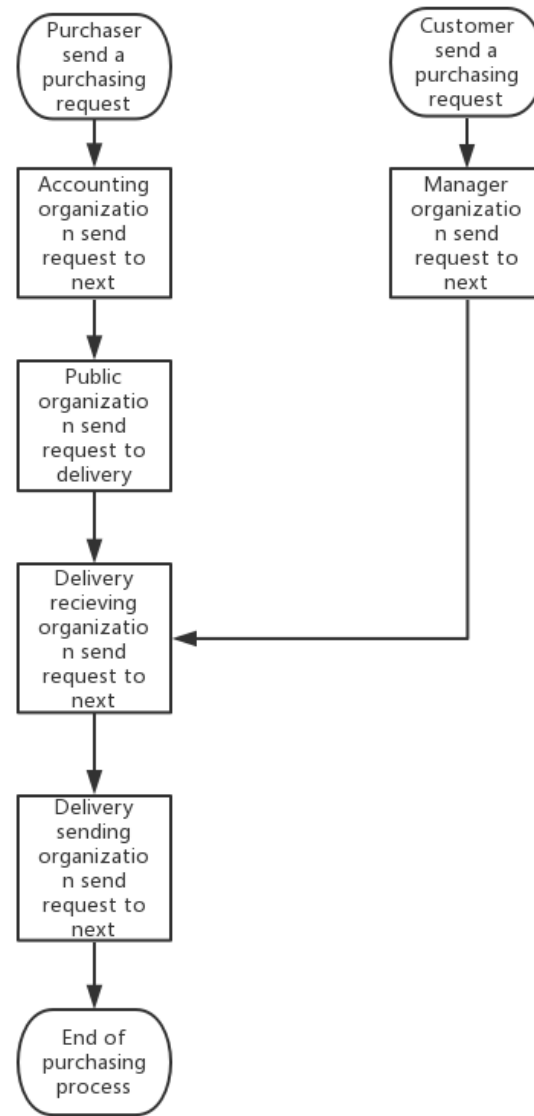 Purchaser
send a
purchasing
request
Customer
send a
purchasing
request
Accounting
organizatio
n send
request to
next
Manager
organizatio
n send
request to
next
Public
organizatio
n send
request to
delivery
Delivery
recieving
organizatio
n send
request to
next
Delivery
sending
organizatio
n send
request to
next
End of
purchasing
process